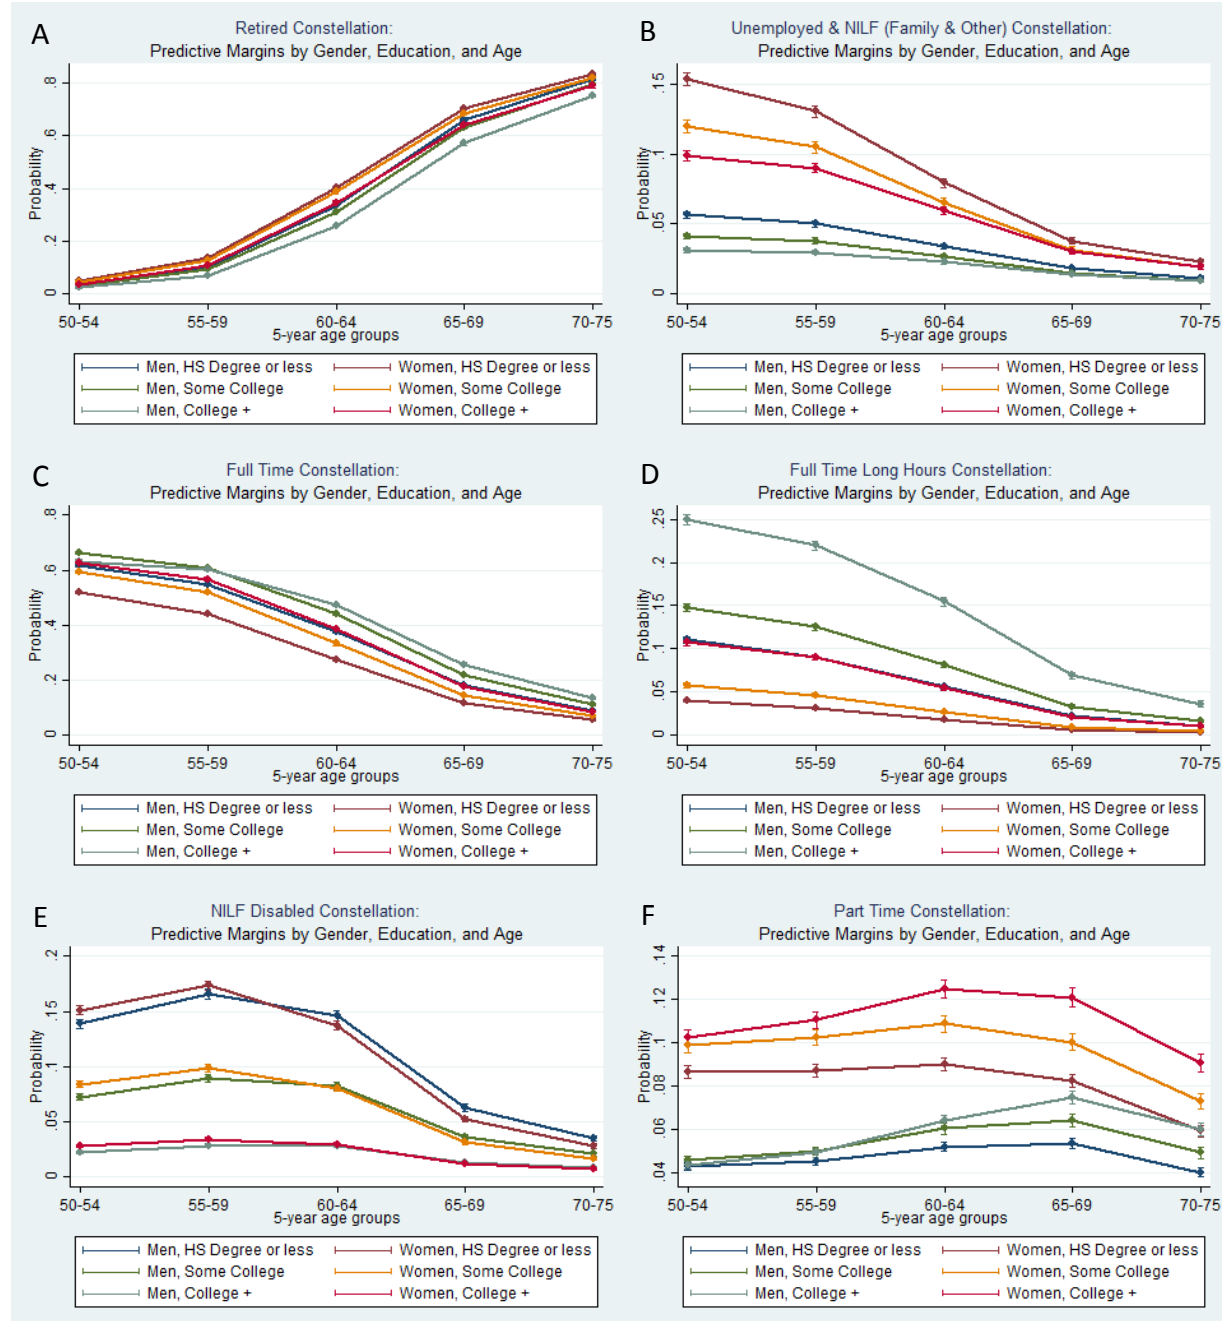 A
Retired Constellation:
Predictive Margins by Gender, Education, and Age
Probability
.8
.6
.4
.2
0
50-54 55-59 60-64 65-69 70-75
5-year age groups
Men, HS Degree or less Women, HS Degree or less
Men, Some College Women, Some College
Men, College + Women, College +
B
Unemployed & NILF (Family & Other) Constellation:
Predictive Margins by Gender, Education, and Age
Probability
.15
.1
.05
0
50-54 55-59 60-64 65-69 70-75
5-year age groups
Men, HS Degree or less Women, HS Degree or less
Men, Some College Women, Some College
Men, College + Women, College +
C
Full Time Constellation:
Predictive Margins by Gender, Education, and Age
Probability
.8
.6
.4
.2
0
50-54 55-59 60-64 65-69 70-75
5-year age groups
Men, HS Degree or less Women, HS Degree or less
Men, Some College Women, Some College
Men, College + Women, College +
D
Full Time Long Hours Constellation:
Predictive Margins by Gender, Education, and Age
Probability
.25
.2
.15
.1
.05
0
50-54 55-59 60-64 65-69 70-75
5-year age groups
Men, HS Degree or less Women, HS Degree or less
Men, Some College Women, Some College
Men, College + Women, College +
E
NILF Disabled Constellation:
Predictive Margins by Gender, Education, and Age
Probability
.2
.15
.1
.05
0
50-54 55-59 60-64 65-69 70-75
5-year age groups
Men, HS Degree or less Women, HS Degree or less
Men, Some College Women, Some College
Men, College + Women, College +
F
Part Time Constellation:
Predictive Margins by Gender, Education, and Age
Probability
.14
.12
.1
.08
.06
.04
50-54 55-59 60-64 65-69 70-75
5-year age groups
Men, HS Degree or less Women, HS Degree or less
Men, Some College Women, Some College
Men, College + Women, College +